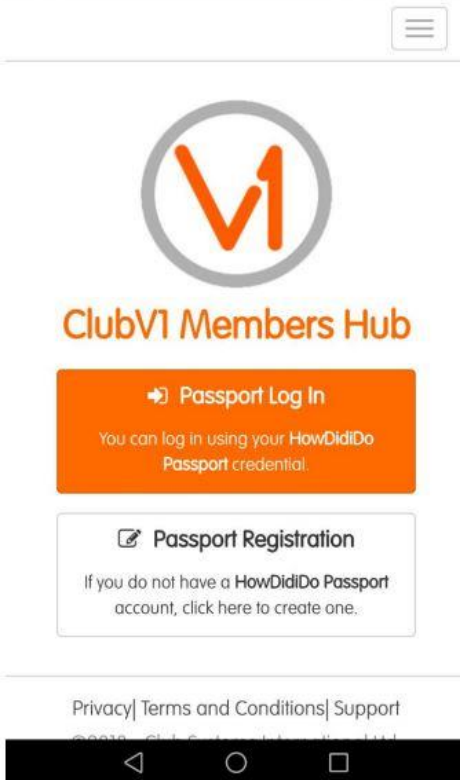 V1
ClubV1 Members Hub
Passport Log In
You can log in using your HowDidiDo
Passport credential.
Passport Registration
If you do not have a HowDidiDo Passport
account, click here to create one.
Privacy| Terms and Conditions| Support